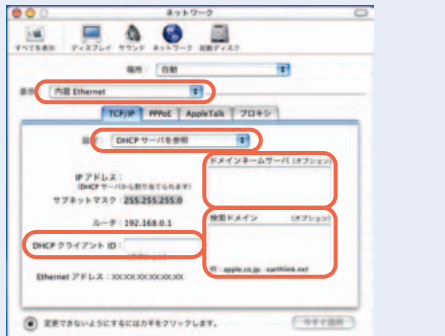 ネットワーク
すべてを表示 ディスプレイ サウンド ネットワーク 起動ディスク
場所： 自動
表示： 内蔵 Ethernet
TCP/IP PPPoE AppleTalk プロキシ
設定： DHCP サーバを参照
ドメインネームサーバ (オプション)
IP アドレス：
(DHCP サーバから割り当てられます)
サブネットマスク： 255.255.255.0
ルータ： 192.168.0.1
検索ドメイン (オプション)
DHCP クライアント ID：
例： apple.co.jp, earthlink.net
Ethernet アドレス： XX:XX:XX:XX:XX:XX
変更できないようにするにはカギをクリックします。 今すぐ適用